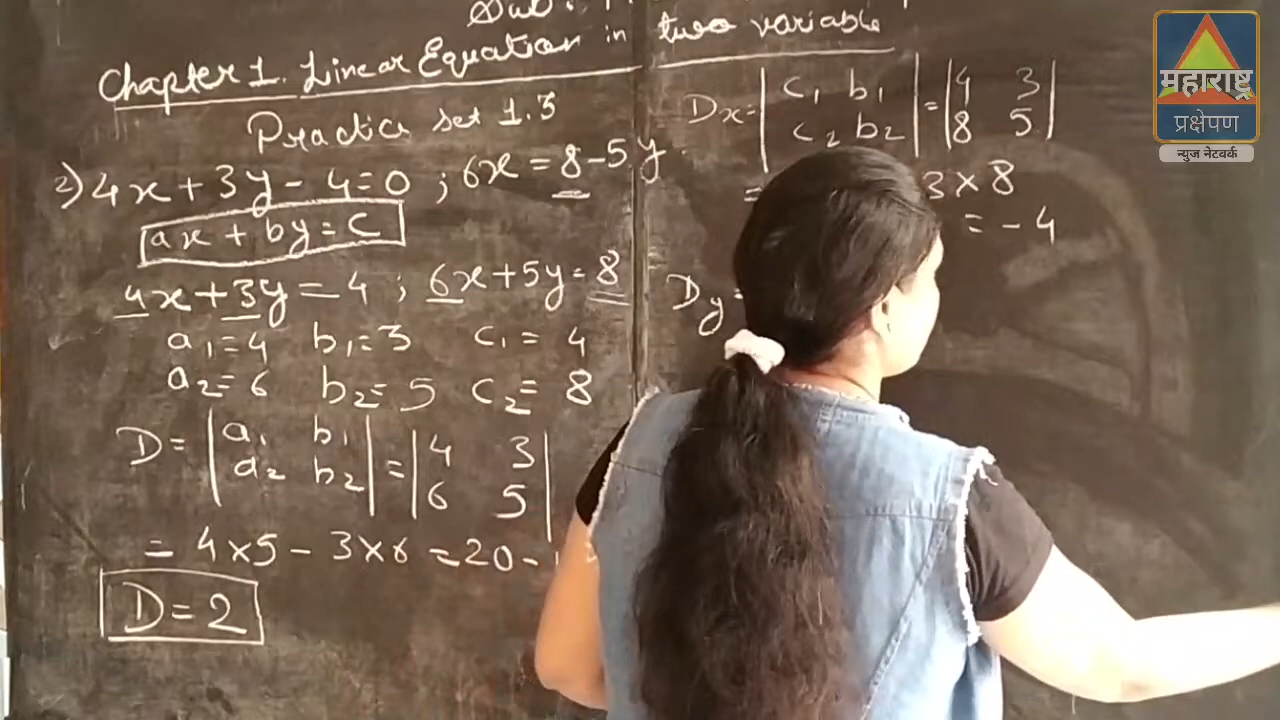 Sub:
Chapter 1. Linear Equation in two variable
Practice set 1.3
2) 4x + 3y - 4 = 0 ; 6x = 8 - 5y
ax + by = c
4x + 3y = 4 ; 6x + 5y = 8
a₁ = 4 b₁ = 3 c₁ = 4
a₂ = 6 b₂ = 5 c₂ = 8
D = | a₁ b₁ | = | 4 3 |
| a₂ b₂ | | 6 5 |
= 4 × 5 - 3 × 6 = 20 - 1
D = 2
Dx = | c₁ b₁ | = | 4 3 |
| c₂ b₂ | | 8 5 |
= 3 × 8
= -4
Dy =
महाराष्ट्र
प्रक्षेपण
न्युज नेटवर्क